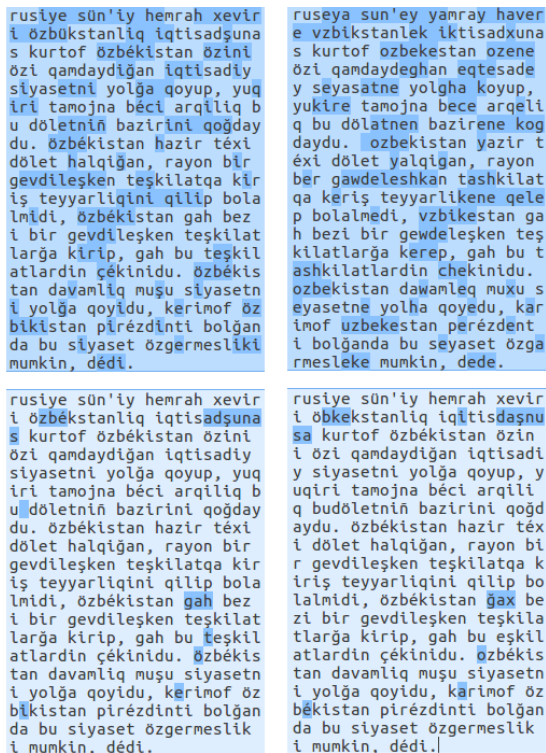 rusiye sün'iy hemrah xevir
i özbükstanliq iqtisadşuna
s kurtof özbékistan özini
özi qamdaydiğan iqtisadiy
siyasetni yolğa qoyup, yuq
iri tamojna béci arqiliq b
u döletniñ bazirini qoğday
du. özbékistan hazir téxi
dölet halqiğan, rayon bir
gevdileşken teşkilatqa kir
iş teyyarliqini qilip bola
lmidi, özbékistan gah bez
i bir gevdileşken teşkilat
larğa kirip, gah bu teşkil
atlardin çékinidu. özbékis
tan davamliq muşu siyasetn
i yolğa qoyidu, kerimof öz
bikistan pirézdinti bolğan
da bu siyaset özgermesliki
mumkin, dédi.
ruseya sun'ey yamray haver
e vzbikstanlek iktisadxuna
s kurtof ozbekestan ozene
özi qamdaydeghan eqtesade
y seyasatne yolgha koyup,
yukire tamojna bece arqeli
q bu dölatnen bazirene kog
daydu. ozbekistan yazir t
éxi dölet yalqigan, rayon
ber gawdeleshkan tashkilat
qa keriş teyyarlikene qele
p bolalmedi, vzbikestan ga
h bezi bir gewdeleşken teş
kilatlarğa kerep, gah bu t
ashkilatlardin chekinidu.
ozbekistan dawamleq muxu s
eyasetne yolha qoyedu, kar
imof uzbekestan perézdent
i bolğanda bu seyaset özga
rmesleke mumkin, dede.
rusiye sün'iy hemrah xevir
i özbékstanliq iqtisadşuna
s kurtof özbékistan özini
özi qamdaydiğan iqtisadiy
siyasetni yolğa qoyup, yuq
iri tamojna béci arqiliq b
u döletniñ bazirini qoğday
du. özbékistan hazir téxi
dölet halqiğan, rayon bir
gevdileşken teşkilatqa kir
iş teyyarliqini qilip bola
lmidi, özbékistan gah bez
i bir gevdileşken teşkilat
larğa kirip, gah bu teşkil
atlardin çékinidu. özbékis
tan davamliq muşu siyasetn
i yolğa qoyidu, kerimof öz
bikistan pirézdinti bolğan
da bu siyaset özgermeslik
i mumkin, dédi.
rusiye sün'iy hemrah xevir
i öbkekstanliq iqitisdaşnu
sa kurtof özbékistan özin
i özi qamdaydiğan iqtisadi
y siyasetni yolğa qoyup, y
uqiri tamojna béci arqili
q budöletniñ bazirini qoğd
aydu. özbékistan hazir téx
i dölet halqiğan, rayon bi
r gevdileşken teşkilatqa k
iriş teyyarliqini qilip bo
lalmidi, özbékistan ğax be
zi bir gevdileşken teşkila
tlarğa kirip, gah bu eşkil
atlardin çékinidu. ozbékis
tan davamliq muşu siyasetn
i yolğa qoyidu, karimof öz
békistan pirézdinti bolğan
da bu siyaset özgermeslik
i mumkin, dédi.